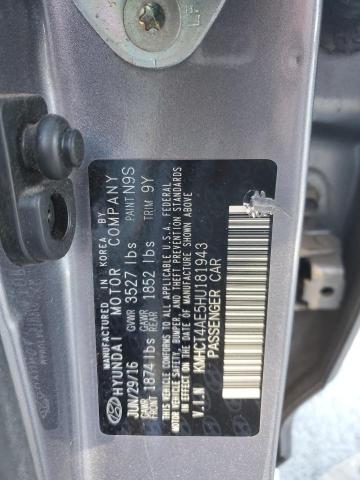 MANUFACTURED IN KOREA BY
HYUNDAI MOTOR COMPANY
JUN/29/16 GVWR 3527 lbs PAINT N9S
GAWR FRONT 1874 lbs GAWR REAR 1852 lbs TRIM 9Y
THIS VEHICLE CONFORMS TO ALL APPLICABLE U.S.A. FEDERAL
MOTOR VEHICLE SAFETY, BUMPER, AND THEFT PREVENTION STANDARDS
IN EFFECT ON THE DATE OF MANUFACTURE SHOWN ABOVE.
V.I.N KMHCT4AE5HU181943
PASSENGER CAR